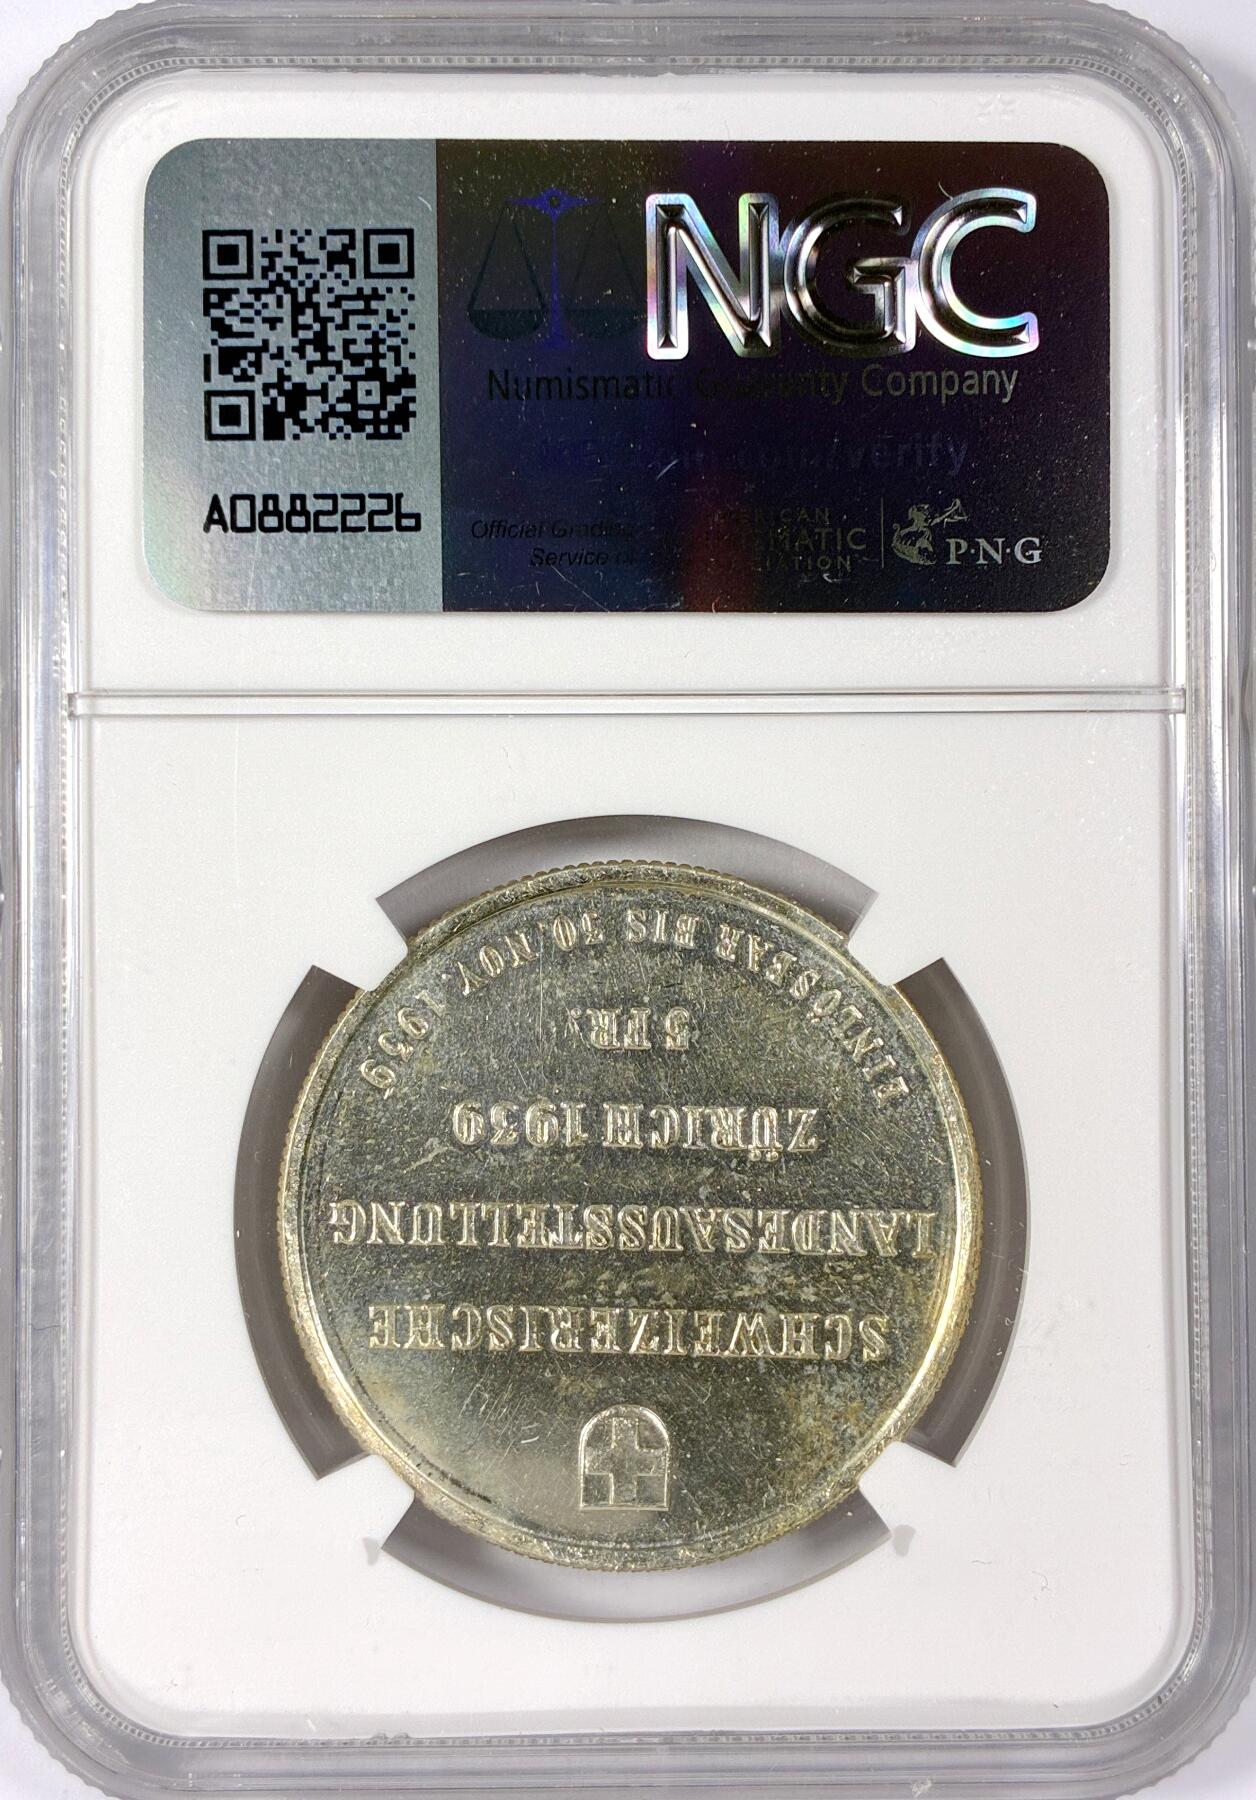 NGC
Numismatic Guaranty Company
verify
A0882226
Official Grading
Service of
P·N·G
SCHWEIZERISCHE
LANDESAUSSTELLUNG
ZÜRICH 1939
5 FR.
EINLÖSBAR BIS 30. NOV. 1939